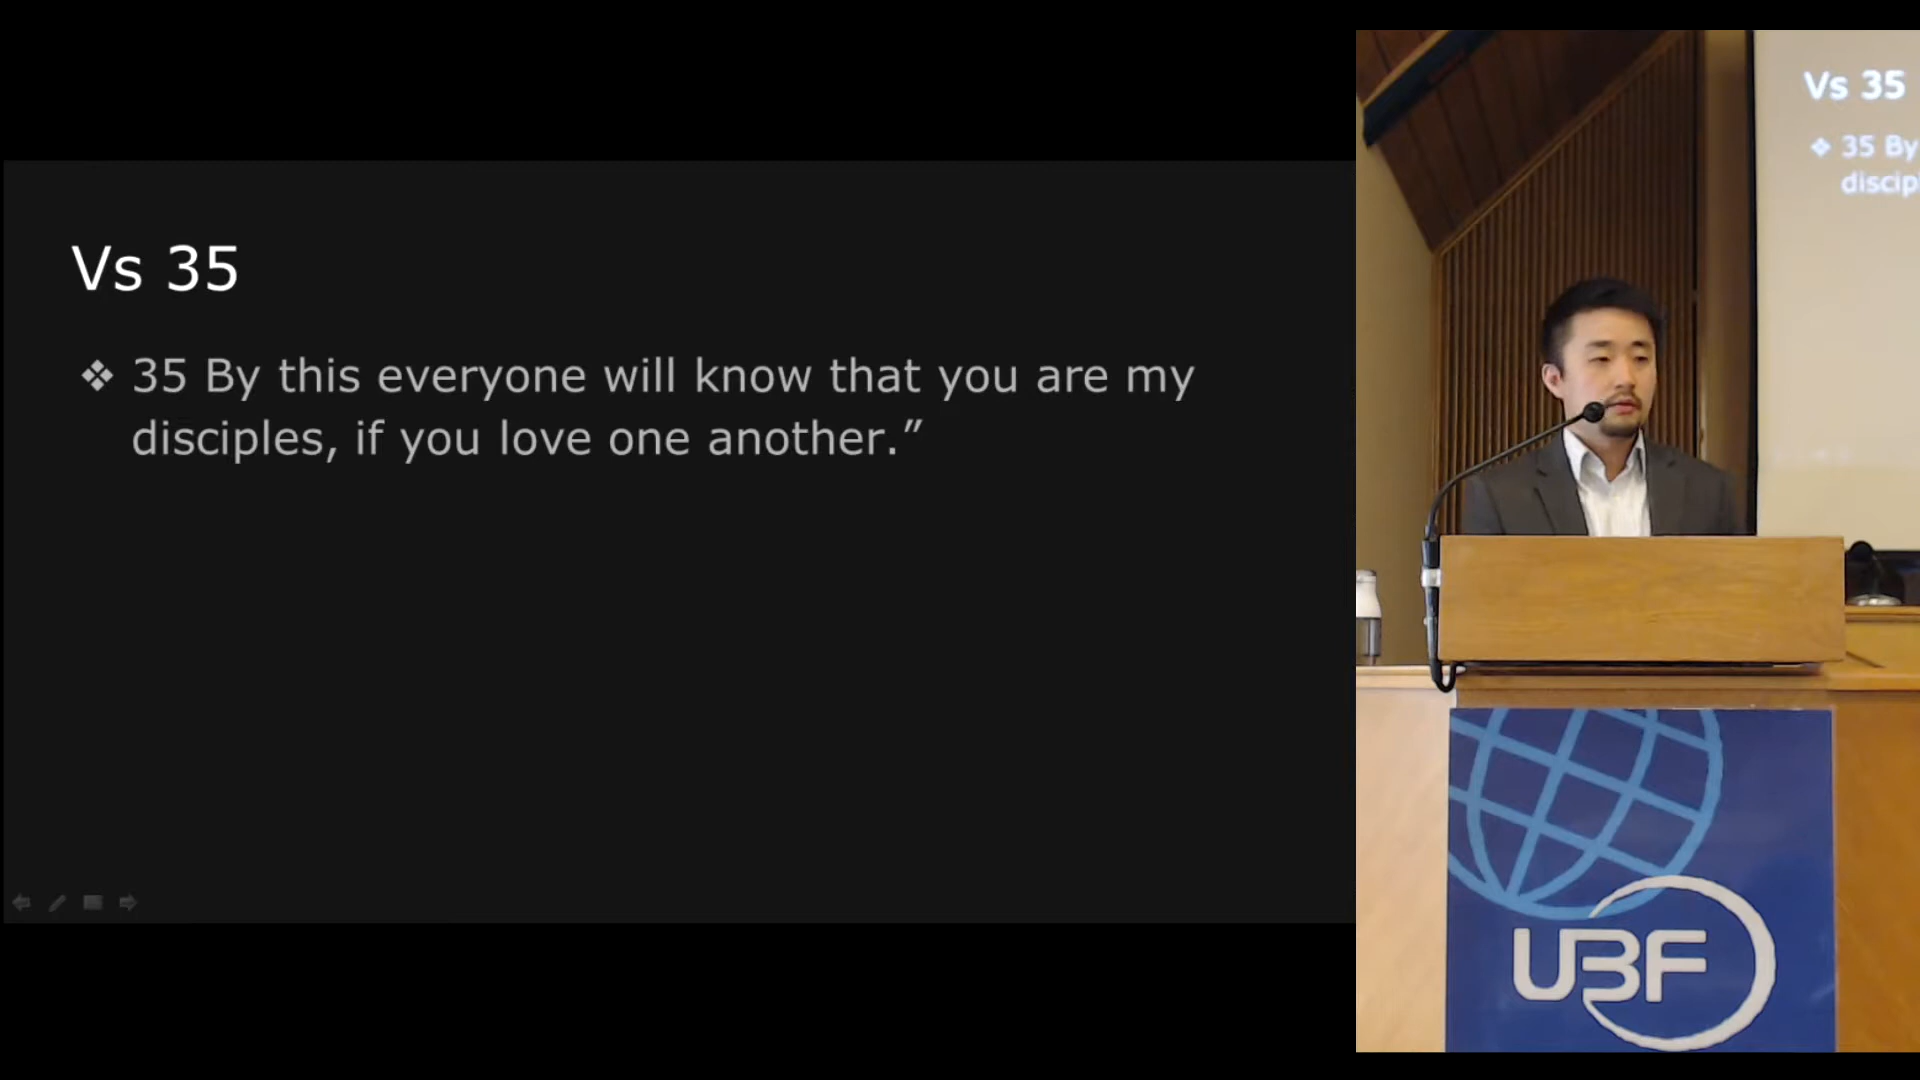 Vs 35
❖ 35 By this everyone will know that you are my
disciples, if you love one another.”
Vs 35
❖ 35 By
discip
UBF